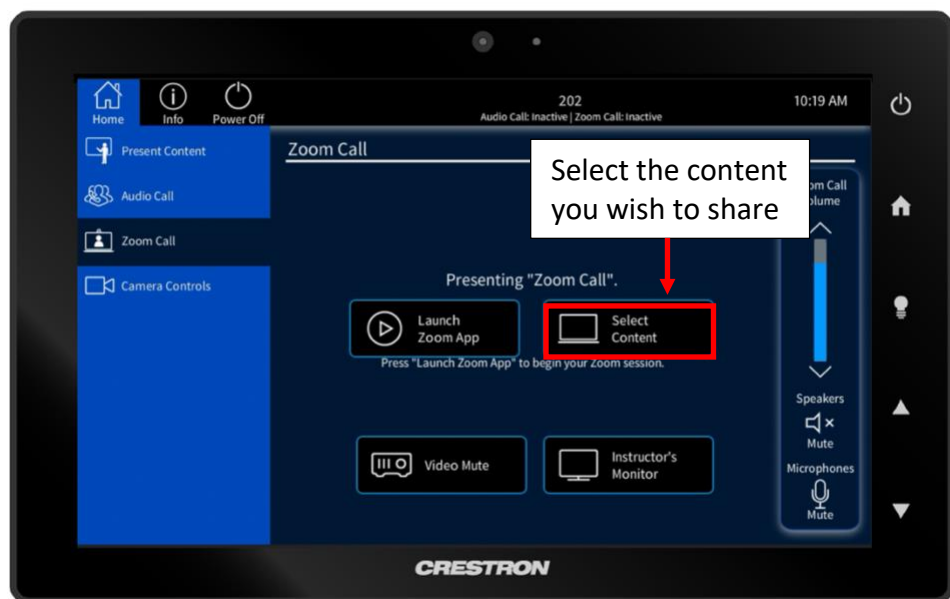 202
10:19 AM
Home
Info
Power Off
Audio Call: Inactive | Zoom Call: Inactive
Present Content
Audio Call
Zoom Call
Camera Controls
Zoom Call
Select the content
you wish to share
Call
Presenting "Zoom Call".
Launch
Zoom App
Select
Content
Press "Launch Zoom App" to begin your Zoom session.
Video Mute
Instructor's
Monitor
Speakers
Mute
Microphones
Mute
CRESTRON